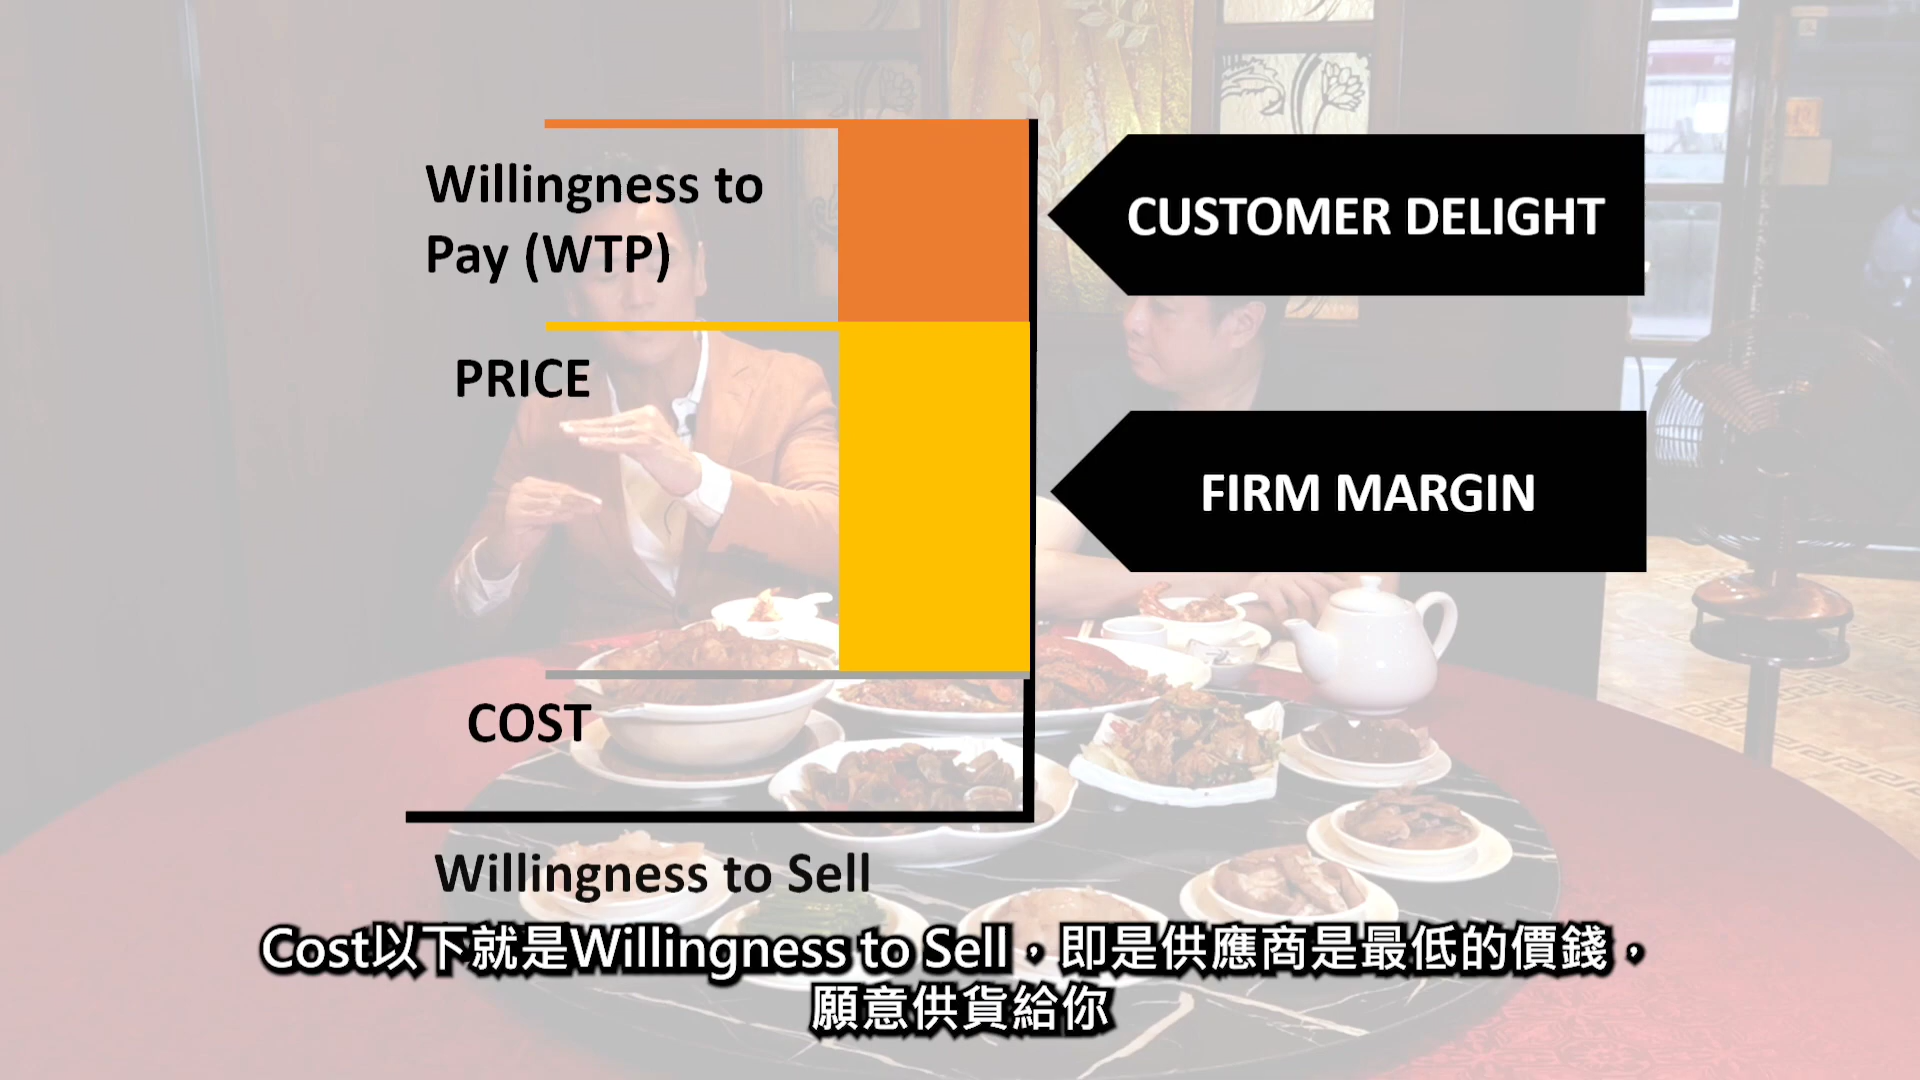 Willingness to
Pay (WTP)
CUSTOMER DELIGHT
PRICE
FIRM MARGIN
COST
Willingness to Sell
Cost以下就是Willingness to Sell，即是供應商是最低的價錢，
願意供貨給你